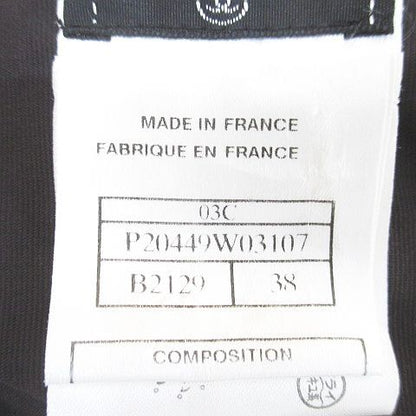 MADE IN FRANCE
FABRIQUE EN FRANCE
03C
P20449W03107
B2129 38
COMPOSITION